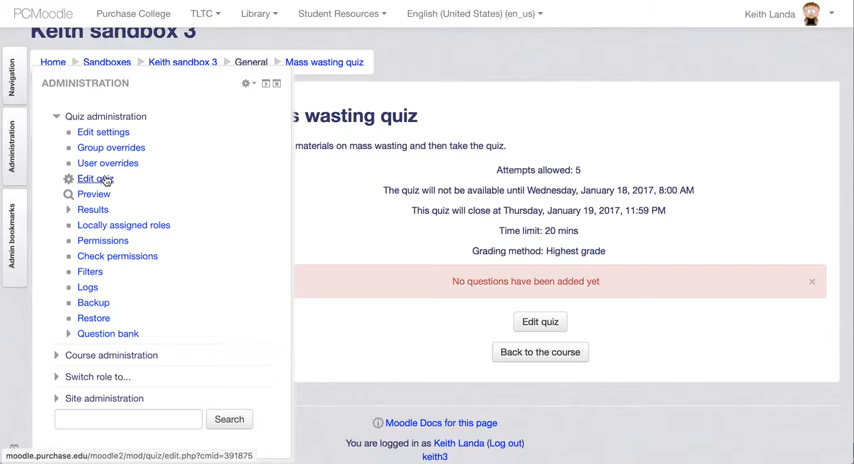 PCMoodle Purchase College TLTC Library Student Resources English (United States) (en_us) Keith Landa
Keith sandbox 3
Home Sandboxes Keith sandbox 3 General Mass wasting quiz
Navigation
Administration
Admin bookmarks
ADMINISTRATION
Quiz administration
Edit settings
Group overrides
User overrides
Edit quiz
Preview
Results
Locally assigned roles
Permissions
Check permissions
Filters
Logs
Backup
Restore
Question bank
Course administration
Switch role to...
Site administration
Search
s wasting quiz
materials on mass wasting and then take the quiz.
Attempts allowed: 5
The quiz will not be available until Wednesday, January 18, 2017, 8:00 AM
This quiz will close at Thursday, January 19, 2017, 11:59 PM
Time limit: 20 mins
Grading method: Highest grade
No questions have been added yet ×
Edit quiz
Back to the course
Moodle Docs for this page
You are logged in as Keith Landa (Log out)
keith3
moodle.purchase.edu/moodle2/mod/quiz/edit.php?cmid=391875